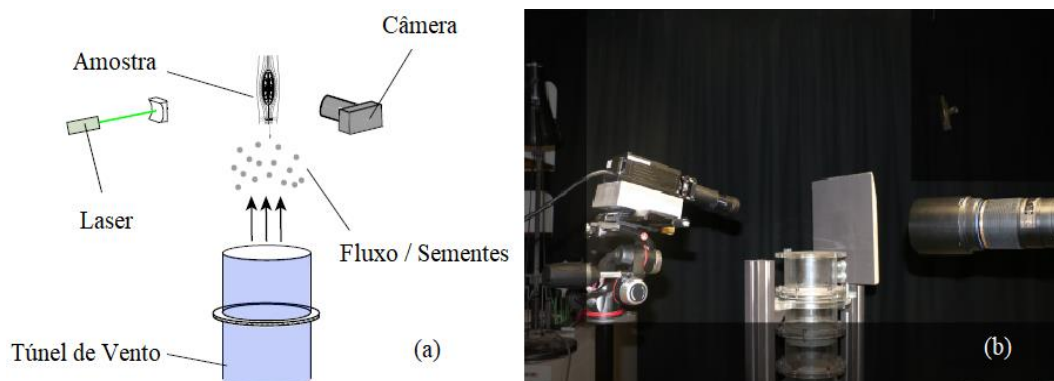 Câmera
Amostra
Laser
Fluxo / Sementes
Túnel de Vento
(a)
(b)